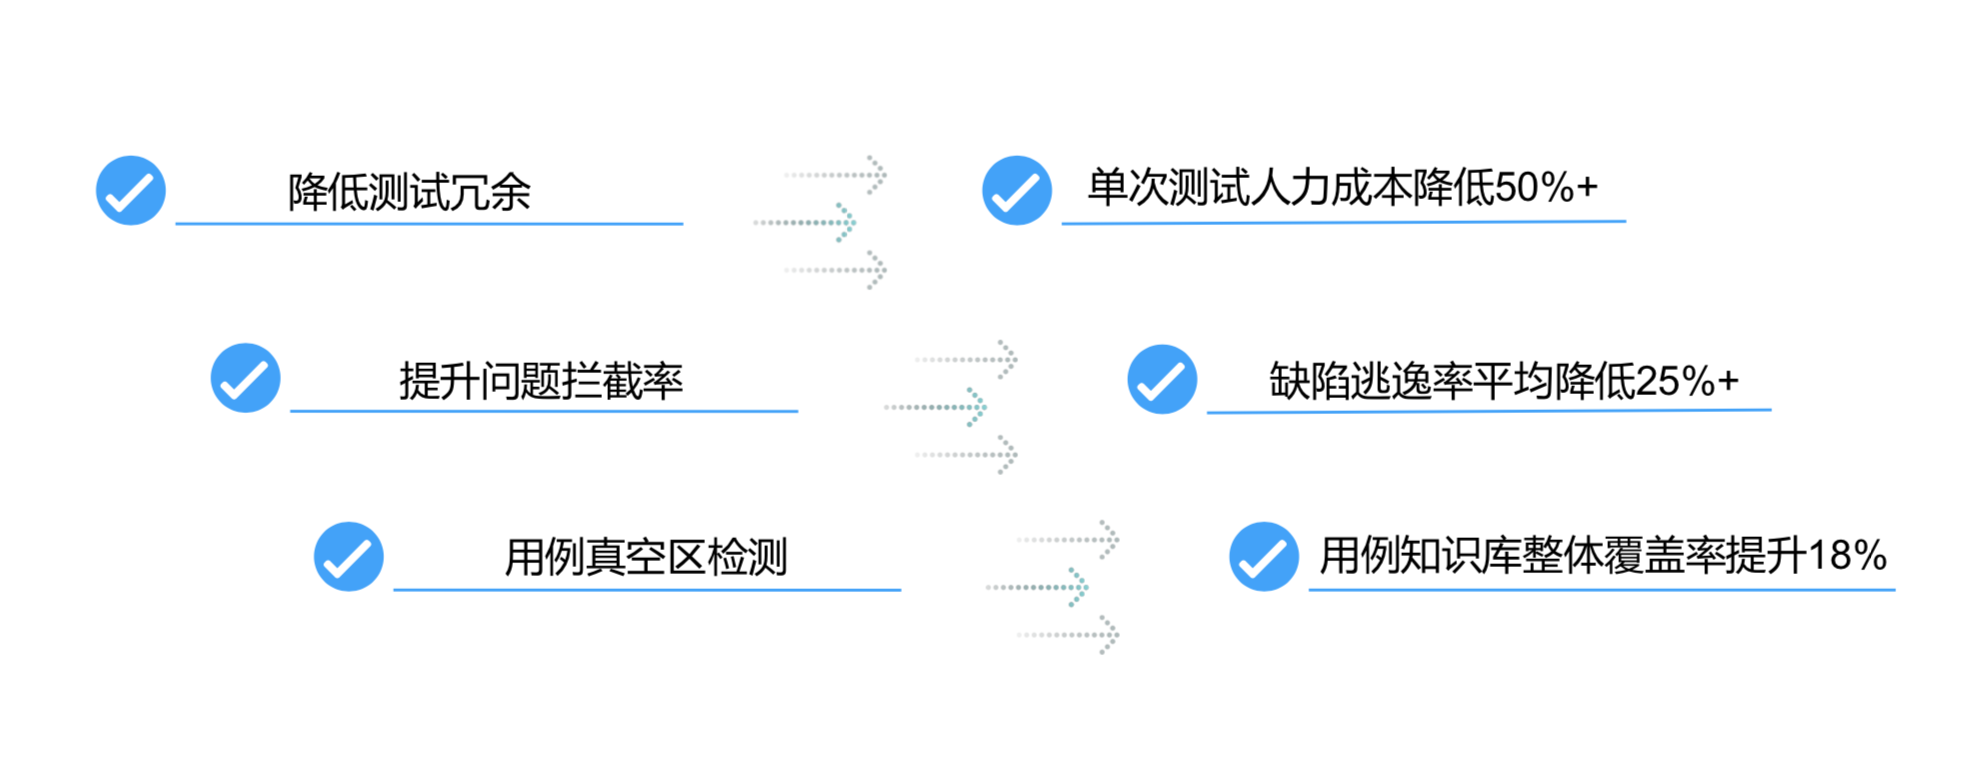 降低测试冗余
单次测试人力成本降低50%+
提升问题拦截率
缺陷逃逸率平均降低25%+
用例真空区检测
用例知识库整体覆盖率提升18%